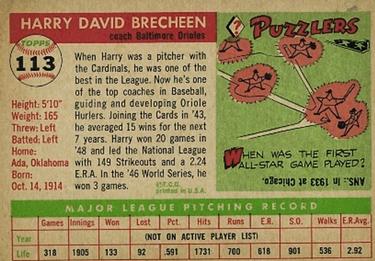 HARRY DAVID BRECHEEN
coach Baltimore Orioles
TOPPS
113
Height: 5'10"
Weight: 165
Threw: Left
Batted: Left
Home:
Ada, Oklahoma
Born:
Oct. 14, 1914
When Harry was a pitcher with
the Cardinals, he was one of the
best in the League. Now he's one
of the top coaches in Baseball,
guiding and developing Oriole
Hurlers. Joining the Cards in '43,
he averaged 15 wins for the next
7 years. Harry won 20 games in
'48 and led the National League
with 149 Strikeouts and a 2.24
E.R.A. In the '46 World Series, he
won 3 games.
©T.C.G.
PRINTED IN U.S.A.
?
PUZZLERS
WHEN WAS THE FIRST
ALL-STAR GAME PLAYED?
ANS.: In 1933 at Chicago.
MAJOR LEAGUE PITCHING RECORD
Games Innings Won Lost Pct. Hits Runs E.R. S.O. Walks E.R.Avg.
Year (NOT ON ACTIVE PLAYER LIST)
Life 318 1905 133 92 .591 1731 700 618 901 536 2.92